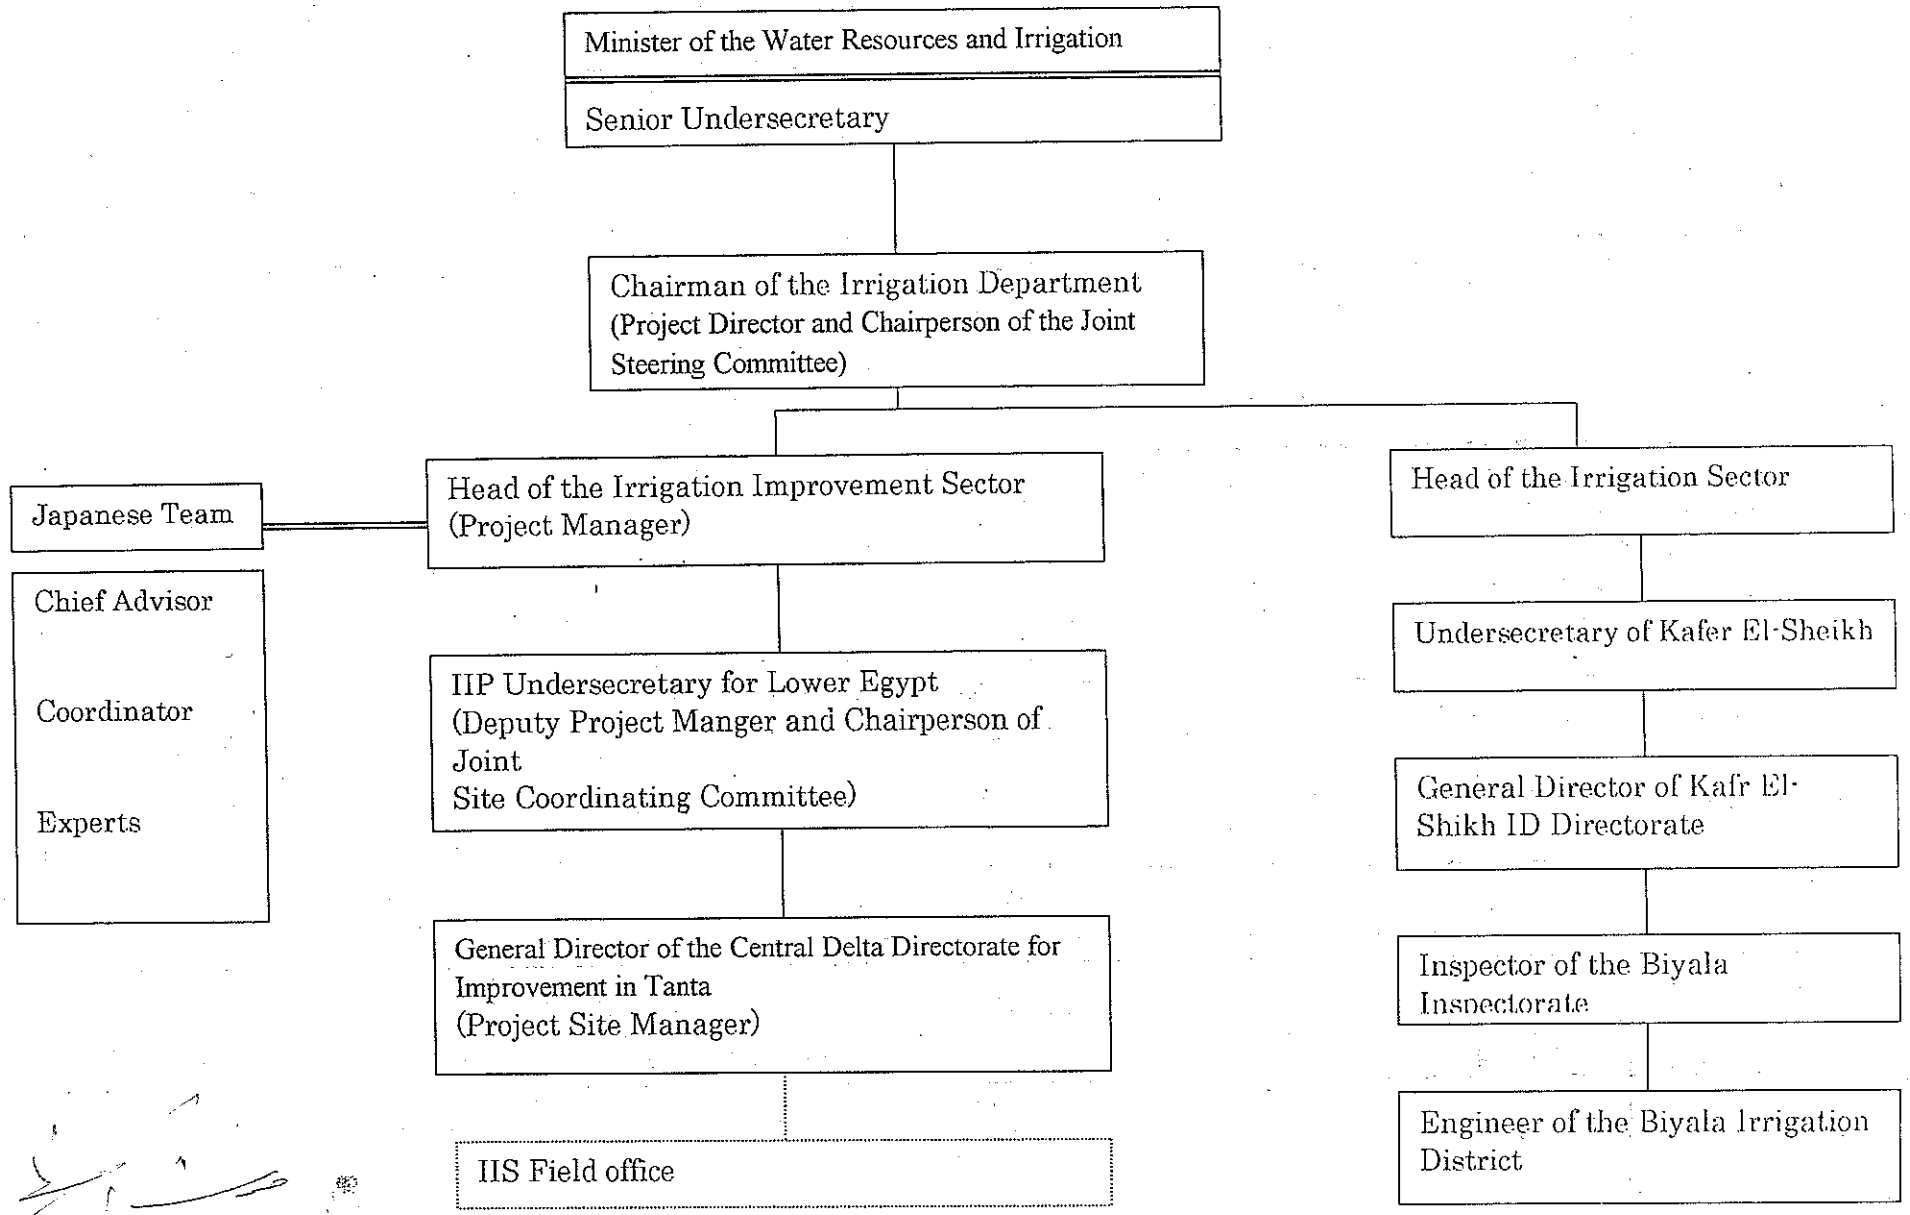 Minister of the Water Resources and Irrigation
Senior Undersecretary
Chairman of the Irrigation Department
(Project Director and Chairperson of the Joint
Steering Committee)
Head of the Irrigation Improvement Sector
(Project Manager)
Head of the Irrigation Sector
Japanese Team
Chief Advisor
Coordinator
Experts
IIP Undersecretary for Lower Egypt
(Deputy Project Manger and Chairperson of
Joint
Site Coordinating Committee)
General Director of the Central Delta Directorate for
Improvement in Tanta
(Project Site Manager)
IIS Field office
Undersecretary of Kafer El-Sheikh
General Director of Kafr El-
Shikh ID Directorate
Inspector of the Biyala
Inspectorate
Engineer of the Biyala Irrigation
District